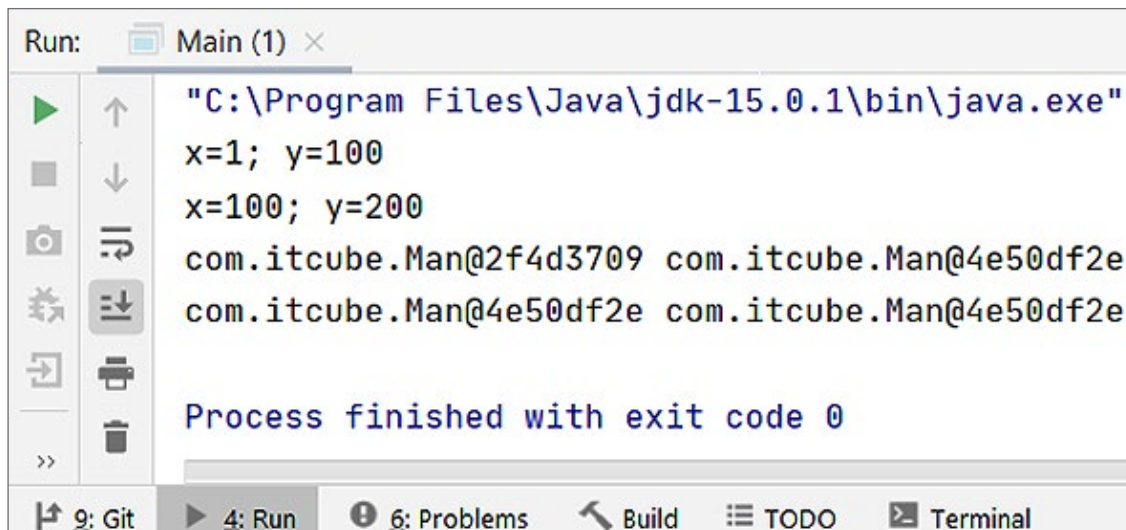 Run: Main (1) ×
"C:\Program Files\Java\jdk-15.0.1\bin\java.exe"
x=1; y=100
x=100; y=200
com.itcube.Man@2f4d3709 com.itcube.Man@4e50df2e
com.itcube.Man@4e50df2e com.itcube.Man@4e50df2e
Process finished with exit code 0
9: Git 4: Run 6: Problems Build TODO Terminal